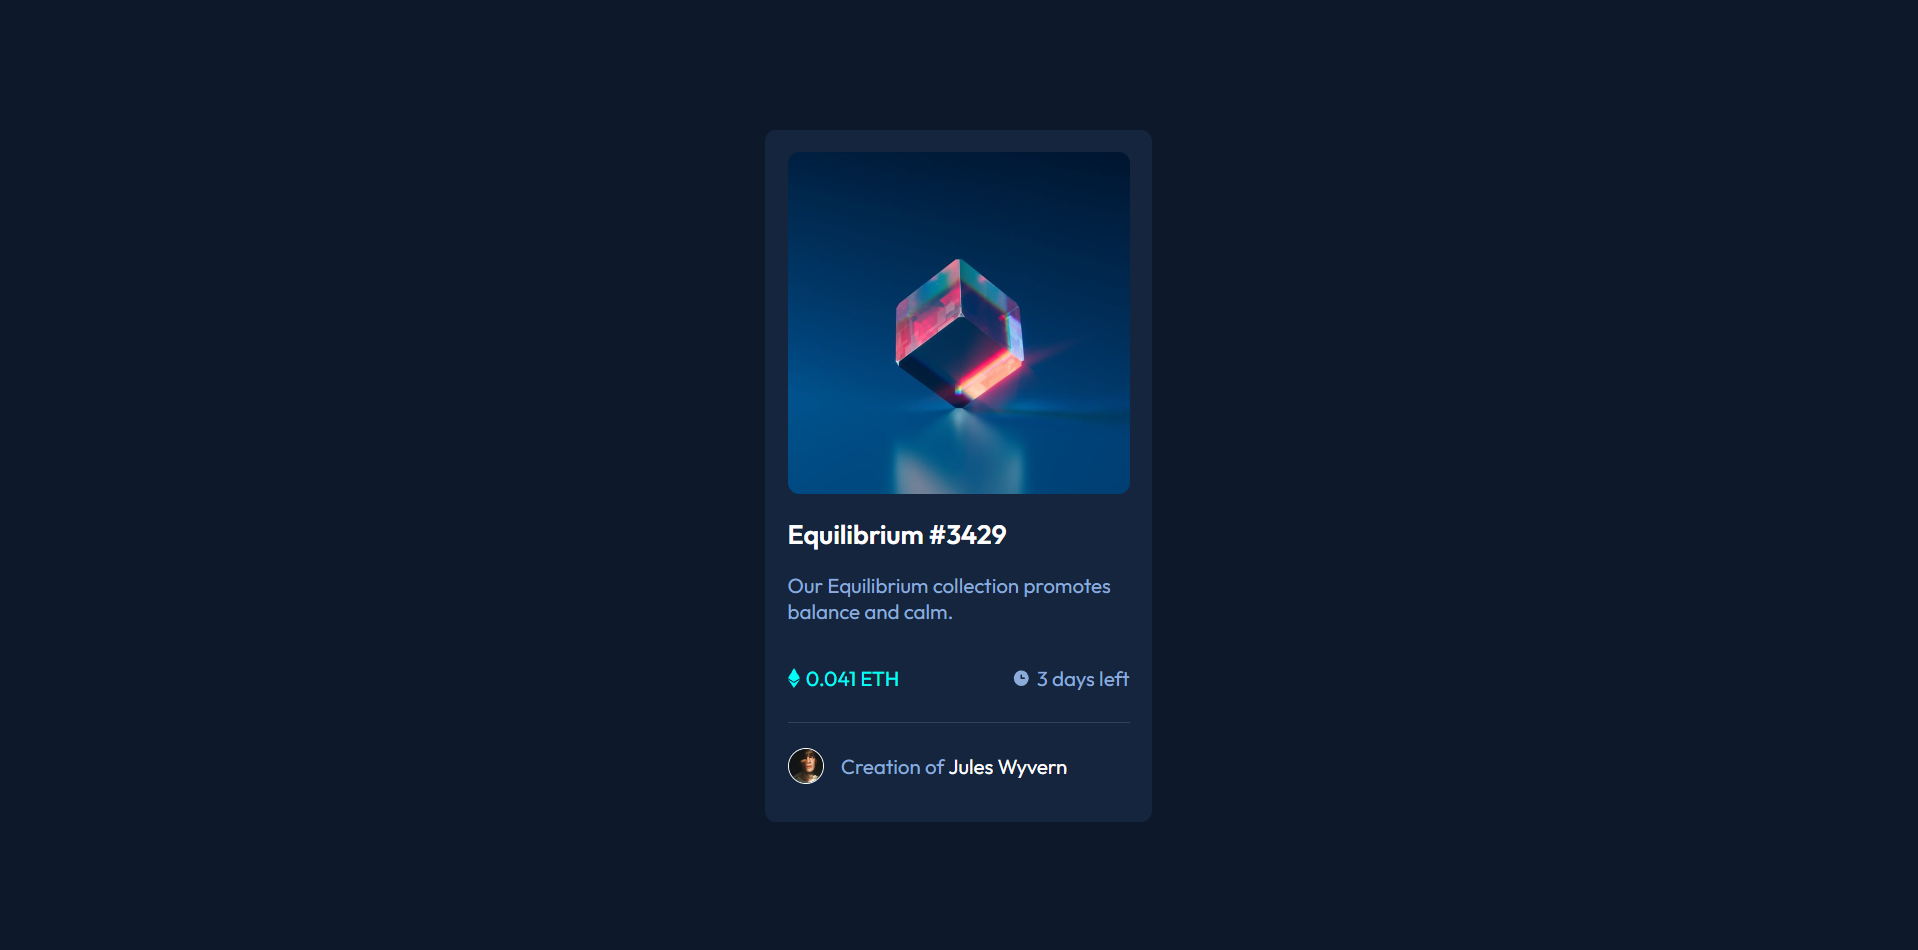 Equilibrium #3429
Our Equilibrium collection promotes
balance and calm.
0.041 ETH
3 days left
Creation of Jules Wyvern